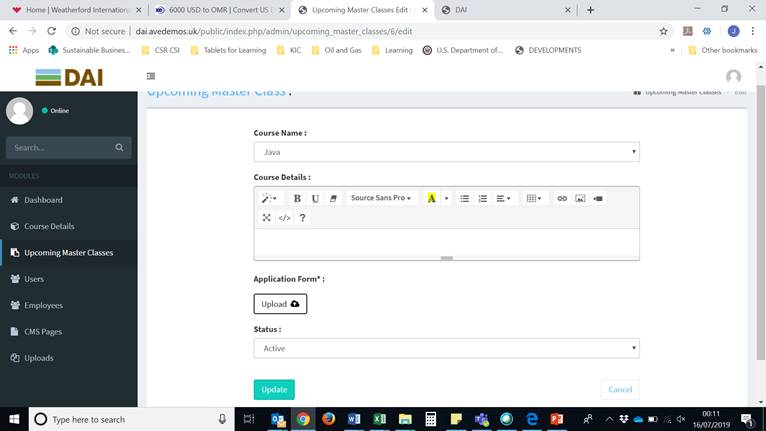 Home | Weatherford Internation
6000 USD to OMR | Convert US D
Upcoming Master Classes Edit :
DAI
Not secure | dai.avedemos.uk/public/index.php/admin/upcoming_master_classes/6/edit
Apps
Sustainable Busines...
CSR CSI
Tablets for Learning
KIC
Oil and Gas
Learning
U.S. Department of...
DEVELOPMENTS
Other bookmarks
DAI
Online
Search...
MODULES
Dashboard
Course Details
Upcoming Master Classes
Users
Employees
CMS Pages
Uploads
Upcoming Master Class :
Upcoming Master Classes
Edit
Course Name :
Java
Course Details :
B U Source Sans Pro A
</> ?
Application Form* :
Upload
Status :
Active
Update
Cancel
Type here to search
00:11
16/07/2019
1